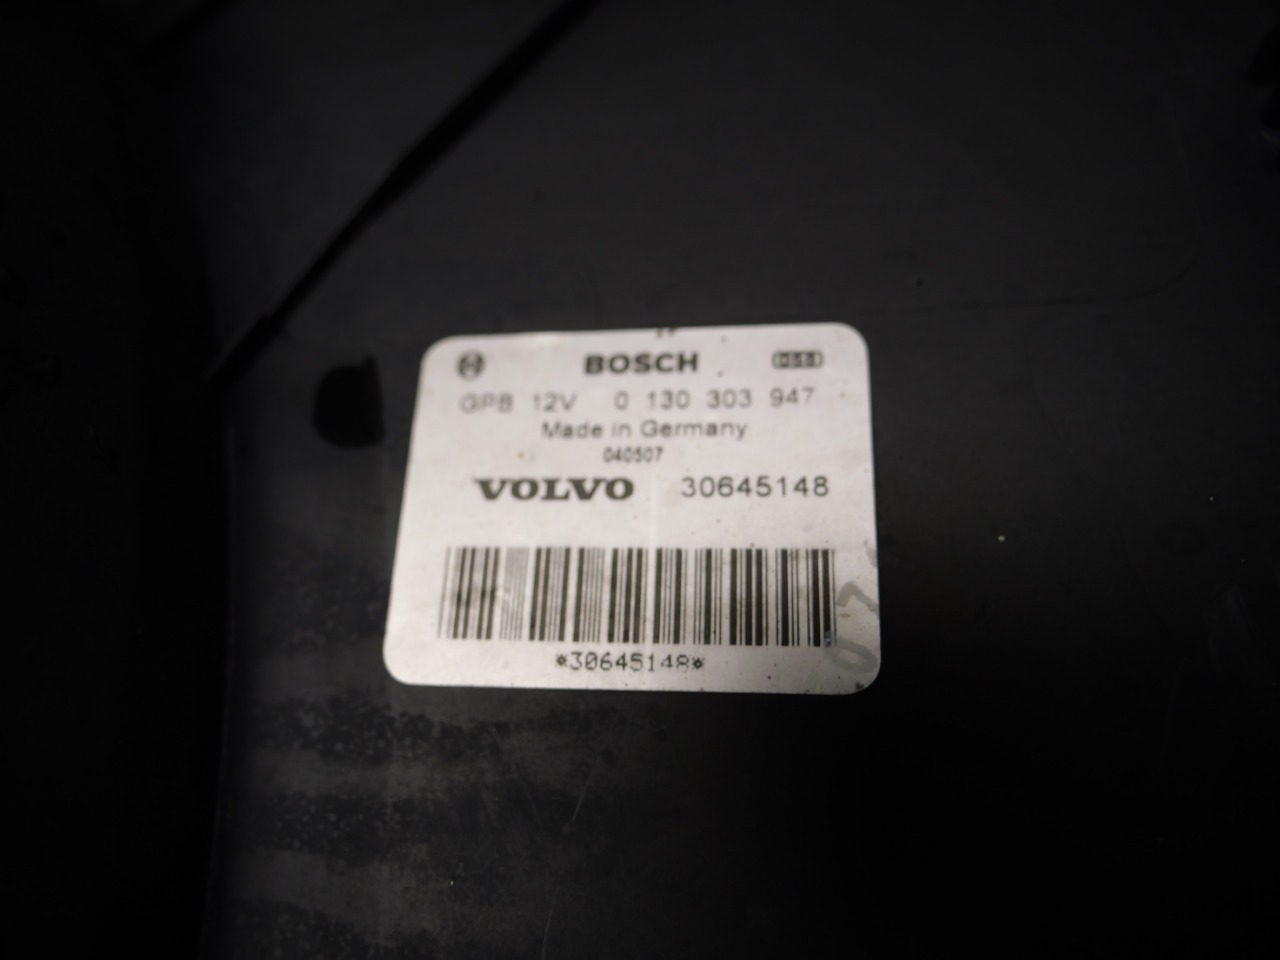 BOSCH
GPB 12V 0 130 303 947
Made in Germany
040507
VOLVO 30645148
*30645148*